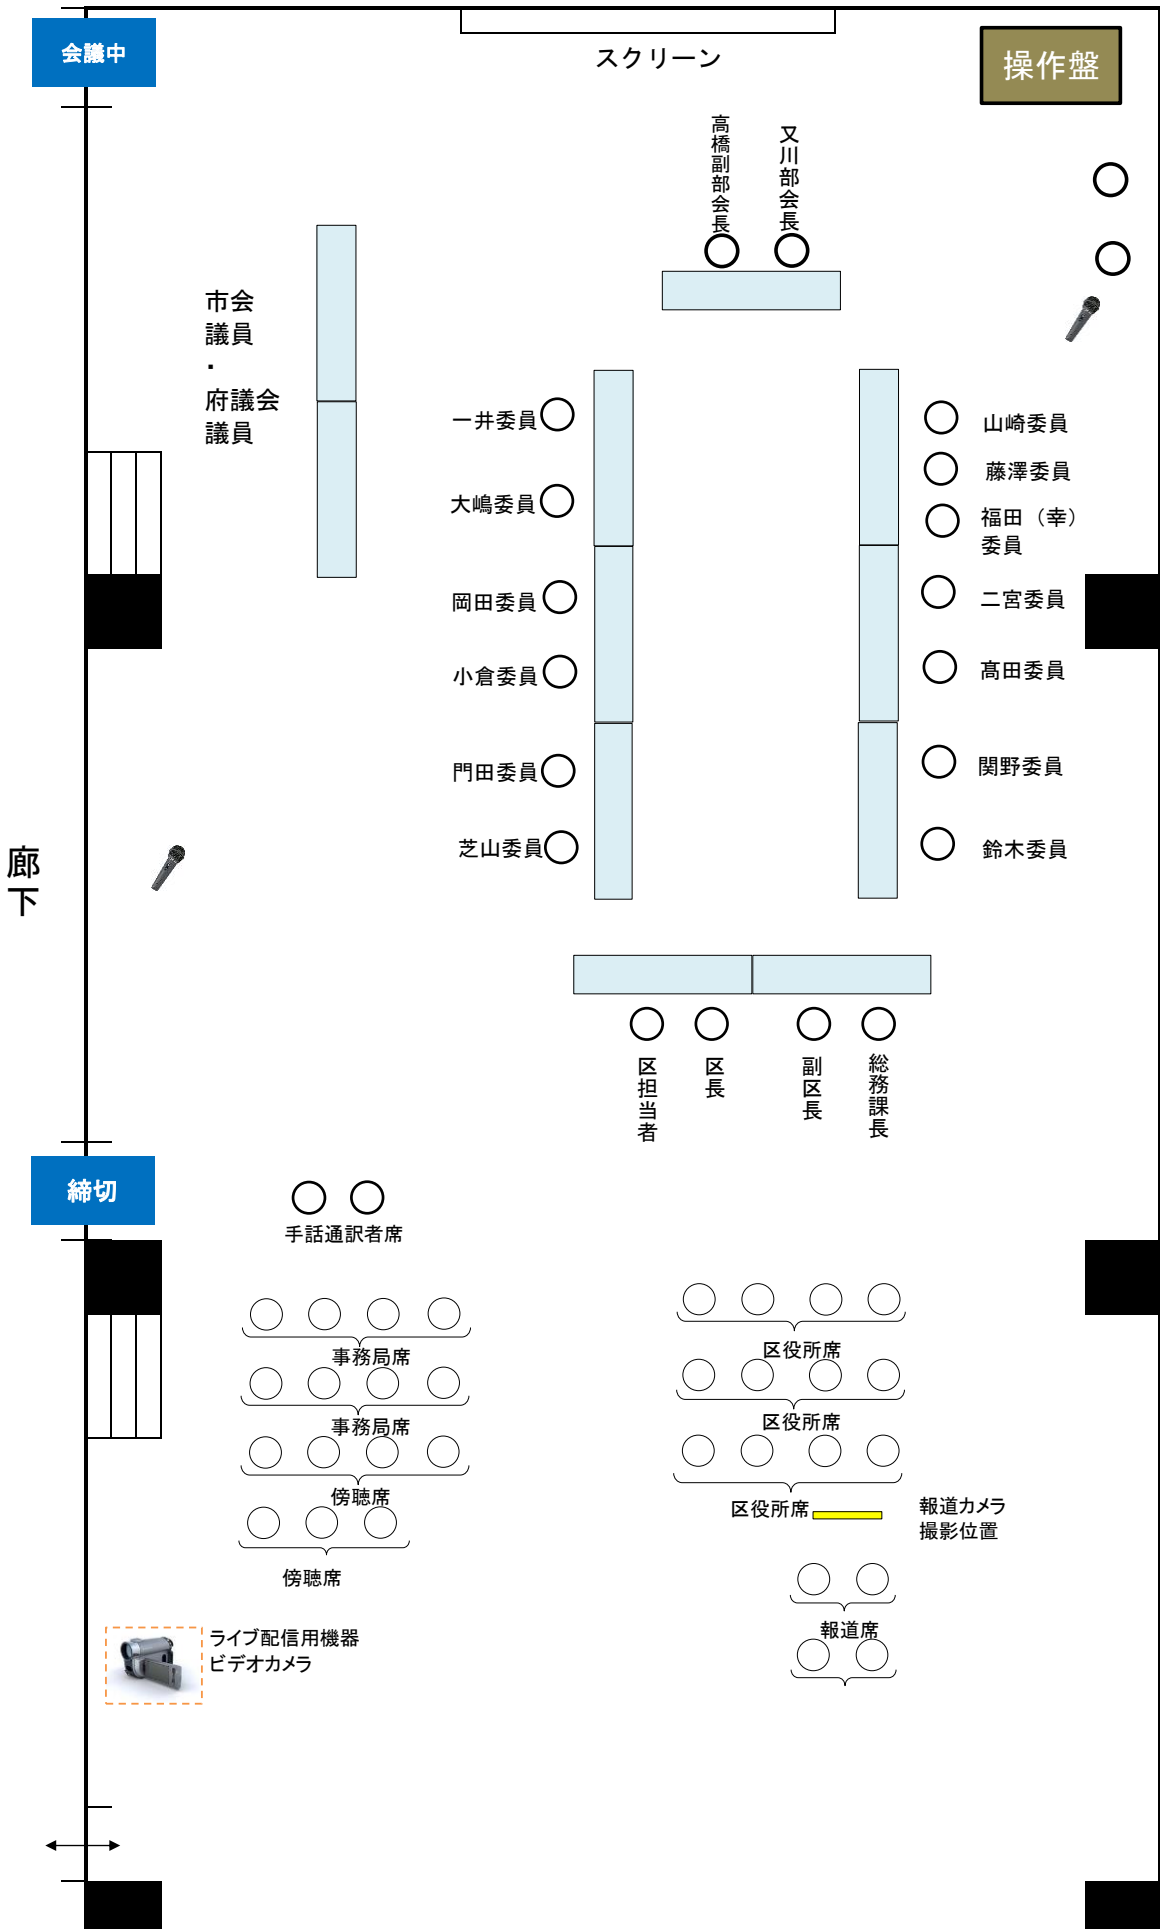 会議中
スクリーン
操作盤
高橋副部会長
又川部会長
市会
議員
・
府議会
議員
一井委員
大嶋委員
岡田委員
小倉委員
門田委員
芝山委員
山崎委員
藤澤委員
福田（幸）
委員
二宮委員
髙田委員
関野委員
鈴木委員
廊下
区担当者
区長
副区長
総務課長
締切
手話通訳者席
事務局席
事務局席
傍聴席
傍聴席
区役所席
区役所席
区役所席
報道カメラ
撮影位置
報道席
ライブ配信用機器
ビデオカメラ